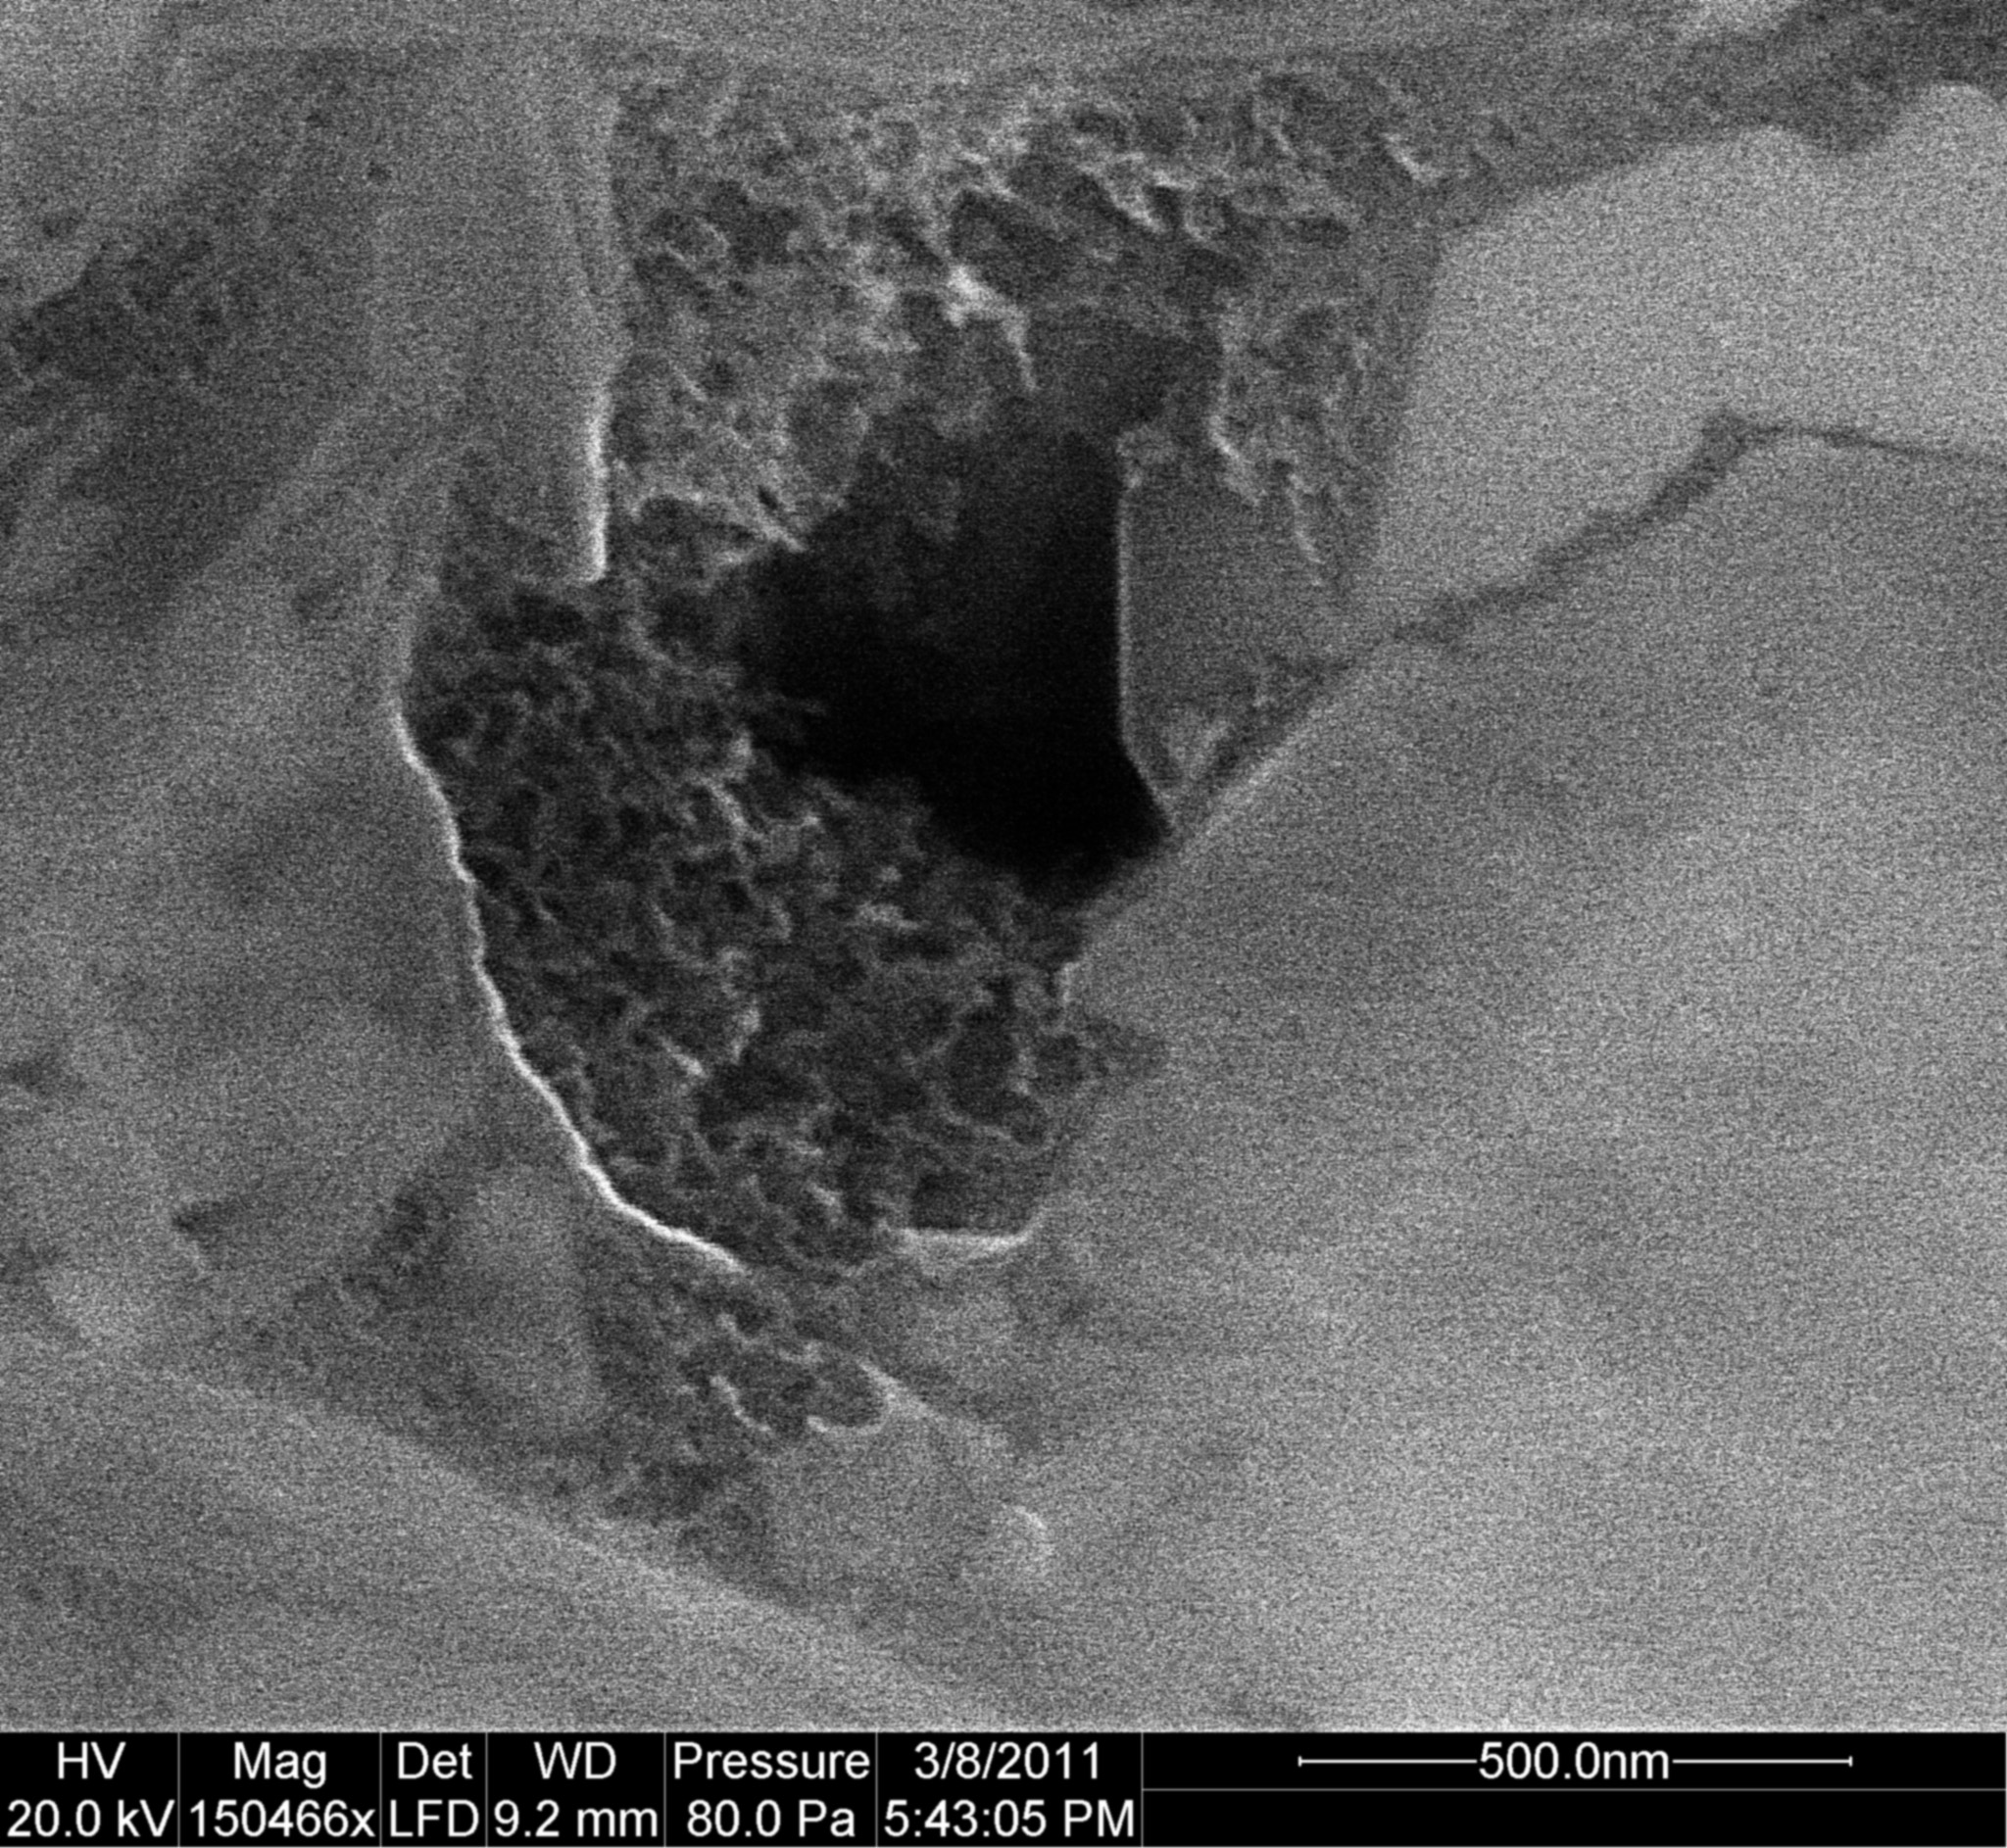 HV Mag Det WD Pressure 3/8/2011 500.0nm
20.0 kV 150466x LFD 9.2 mm 80.0 Pa 5:43:05 PM